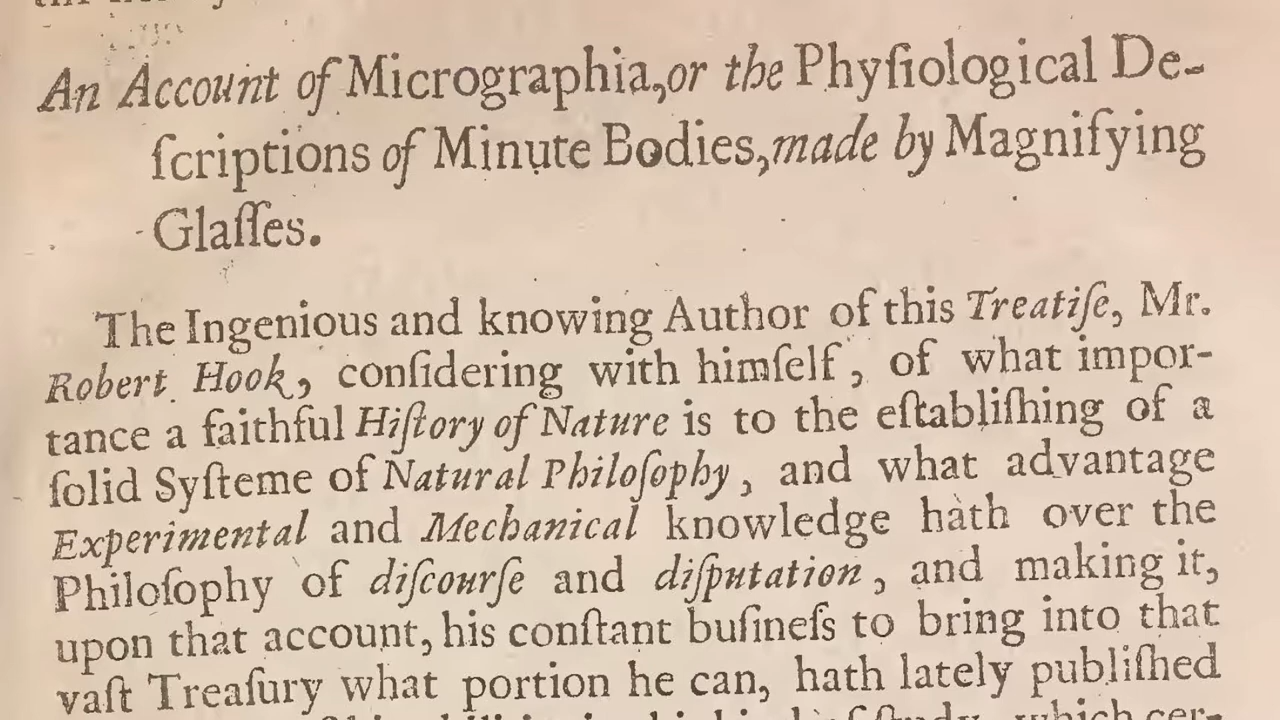 An Account of Micrographia, or the Phyſiological De-
ſcriptions of Minute Bodies, made by Magnifying
Glaſſes.
The Ingenious and knowing Author of this Treatiſe, Mr.
Robert Hook, conſidering with himſelf, of what impor-
tance a faithful Hiſtory of Nature is to the eſtabliſhing of a
ſolid Syſteme of Natural Philoſophy, and what advantage
Experimental and Mechanical knowledge hath over the
Philoſophy of diſcourſe and diſputation, and making it,
upon that account, his conſtant buſineſs to bring into that
vaſt Treaſury what portion he can, hath lately publiſhed